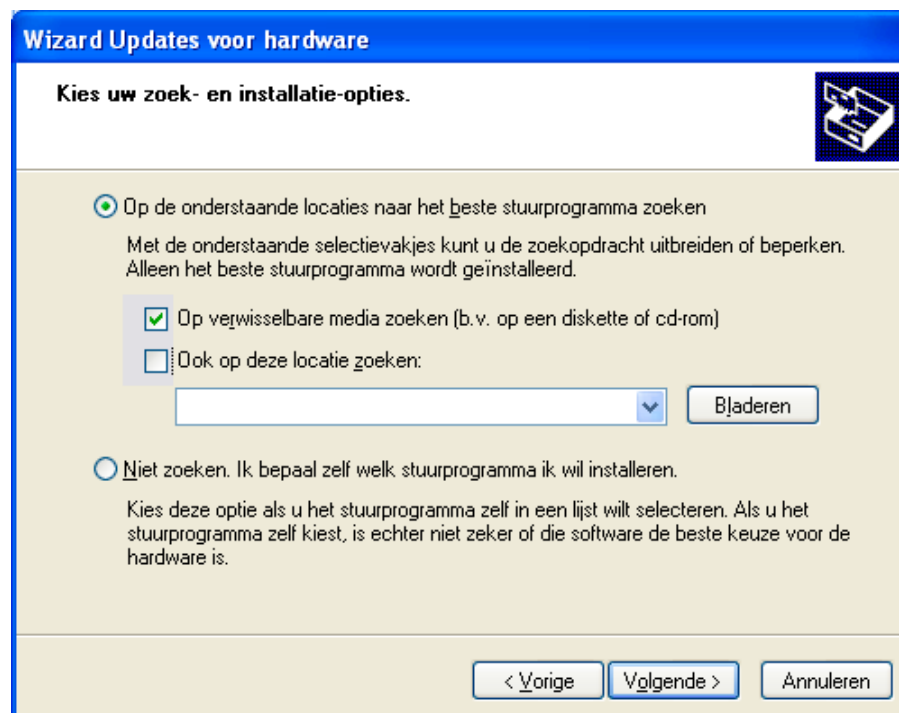 Wizard Updates voor hardware
Kies uw zoek- en installatie-opties.
Op de onderstaande locaties naar het beste stuurprogramma zoeken
Met de onderstaande selectievakjes kunt u de zoekopdracht uitbreiden of beperken.
Alleen het beste stuurprogramma wordt geïnstalleerd.
Op verwisselbare media zoeken (b.v. op een diskette of cd-rom)
Ook op deze locatie zoeken:
Bladeren
Niet zoeken. Ik bepaal zelf welk stuurprogramma ik wil installeren.
Kies deze optie als u het stuurprogramma zelf in een lijst wilt selecteren. Als u het
stuurprogramma zelf kiest, is echter niet zeker of die software de beste keuze voor de
hardware is.
< Vorige
Volgende >
Annuleren